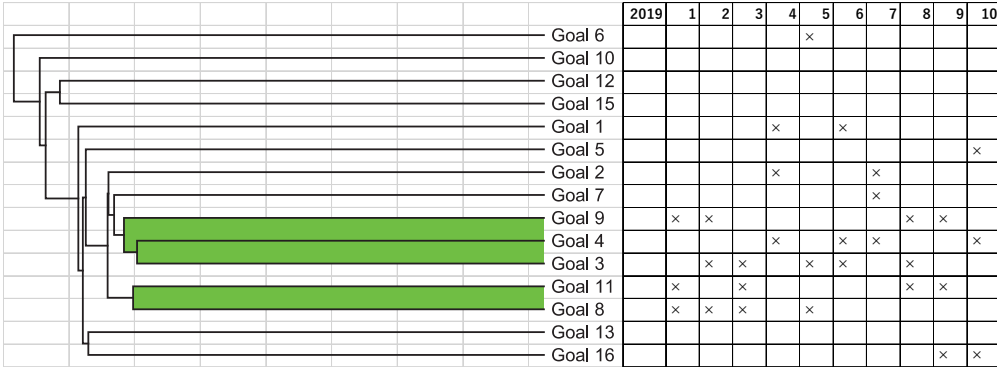 2019 1 2 3 4 5 6 7 8 9 10
Goal 6 ×
Goal 10
Goal 12
Goal 15
Goal 1 × ×
Goal 5 ×
Goal 2 × ×
Goal 7 ×
Goal 9 × × × ×
Goal 4 × × × ×
Goal 3 × × × × ×
Goal 11 × × × ×
Goal 8 × × × ×
Goal 13
Goal 16 × ×